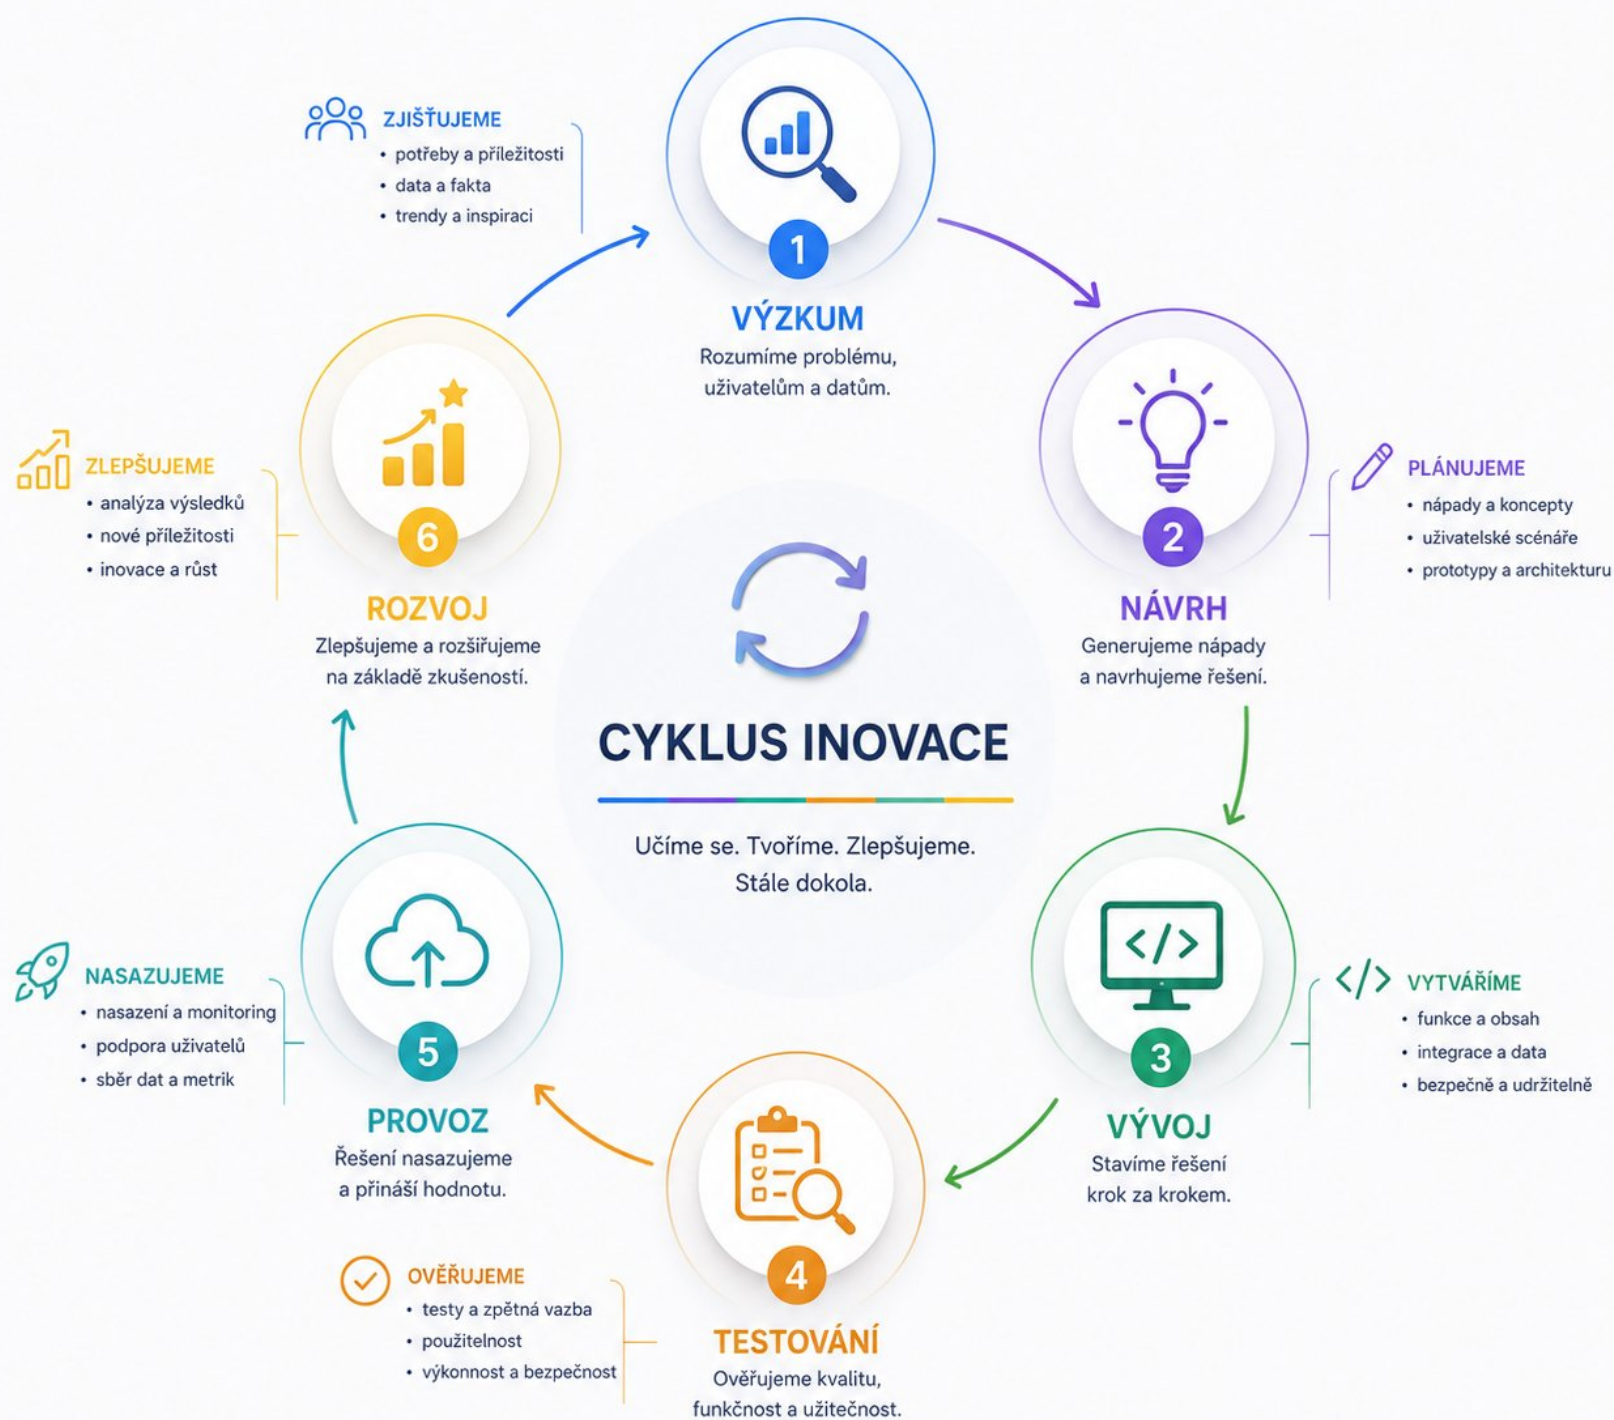 ZJIŠŤUJEME
• potřeby a příležitosti
• data a fakta
• trendy a inspiraci
1
VÝZKUM
Rozumíme problému,
uživatelům a datům.
2
NÁVRH
Generujeme nápady
a navrhujeme řešení.
PLÁNUJEME
• nápady a koncepty
• uživatelské scénáře
• prototypy a architekturu
3
VÝVOJ
Stavíme řešení
krok za krokem.
</>
</>
VYTVÁŘÍME
• funkce a obsah
• integrace a data
• bezpečně a udržitelně
4
TESTOVÁNÍ
Ověřujeme kvalitu,
funkčnost a užitečnost.
OVĚŘUJEME
• testy a zpětná vazba
• použitelnost
• výkonnost a bezpečnost
5
PROVOZ
Řešení nasazujeme
a přináší hodnotu.
NASAZUJEME
• nasazení a monitoring
• podpora uživatelů
• sběr dat a metrik
6
ROZVOJ
Zlepšujeme a rozšiřujeme
na základě zkušeností.
ZLEPŠUJEME
• analýza výsledků
• nové příležitosti
• inovace a růst
CYKLUS INOVACE
Učíme se. Tvoříme. Zlepšujeme.
Stále dokola.